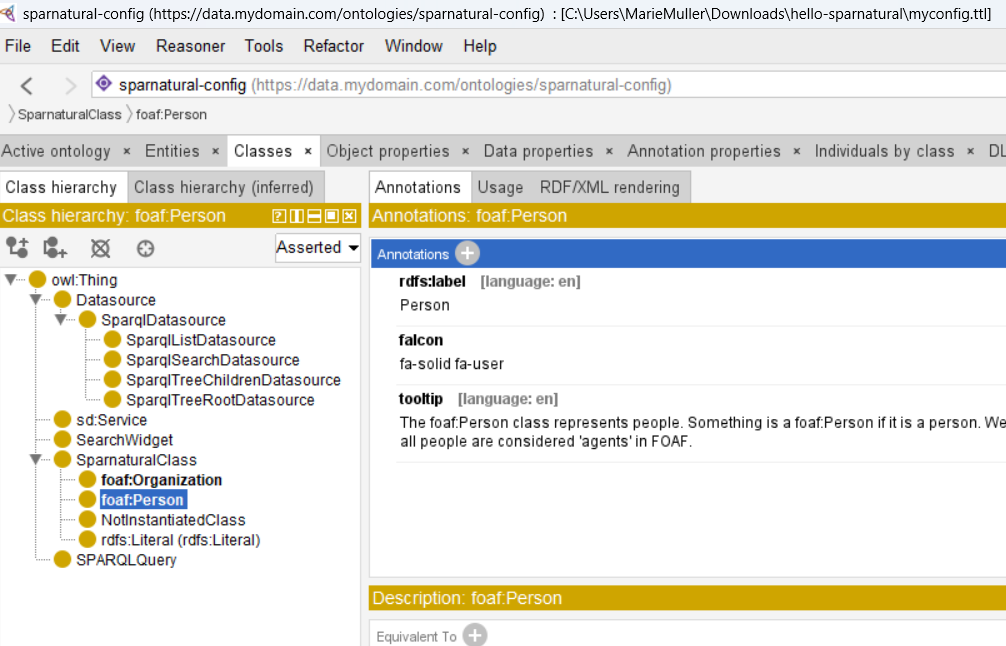 sparnatural-config (https://data.mydomain.com/ontologies/sparnatural-config) : [C:\Users\MarieMuller\Downloads\hello-sparnatural\myconfig.ttl]
File Edit View Reasoner Tools Refactor Window Help
sparnatural-config (https://data.mydomain.com/ontologies/sparnatural-config)
SparnaturalClass foaf:Person
Active ontology × Entities × Classes × Object properties × Data properties × Annotation properties × Individuals by class × DL
Class hierarchy Class hierarchy (inferred)
Class hierarchy: foaf:Person
Asserted
owl:Thing
Datasource
SparqlDatasource
SparqlListDatasource
SparqlSearchDatasource
SparqlTreeChildrenDatasource
SparqlTreeRootDatasource
sd:Service
SearchWidget
SparnaturalClass
foaf:Organization
foaf:Person
NotInstantiatedClass
rdfs:Literal (rdfs:Literal)
SPARQLQuery
Annotations Usage RDF/XML rendering
Annotations: foaf:Person
Annotations
rdfs:label [language: en]
Person
faIcon
fa-solid fa-user
tooltip [language: en]
The foaf:Person class represents people. Something is a foaf:Person if it is a person. We
all people are considered 'agents' in FOAF.
Description: foaf:Person
Equivalent To